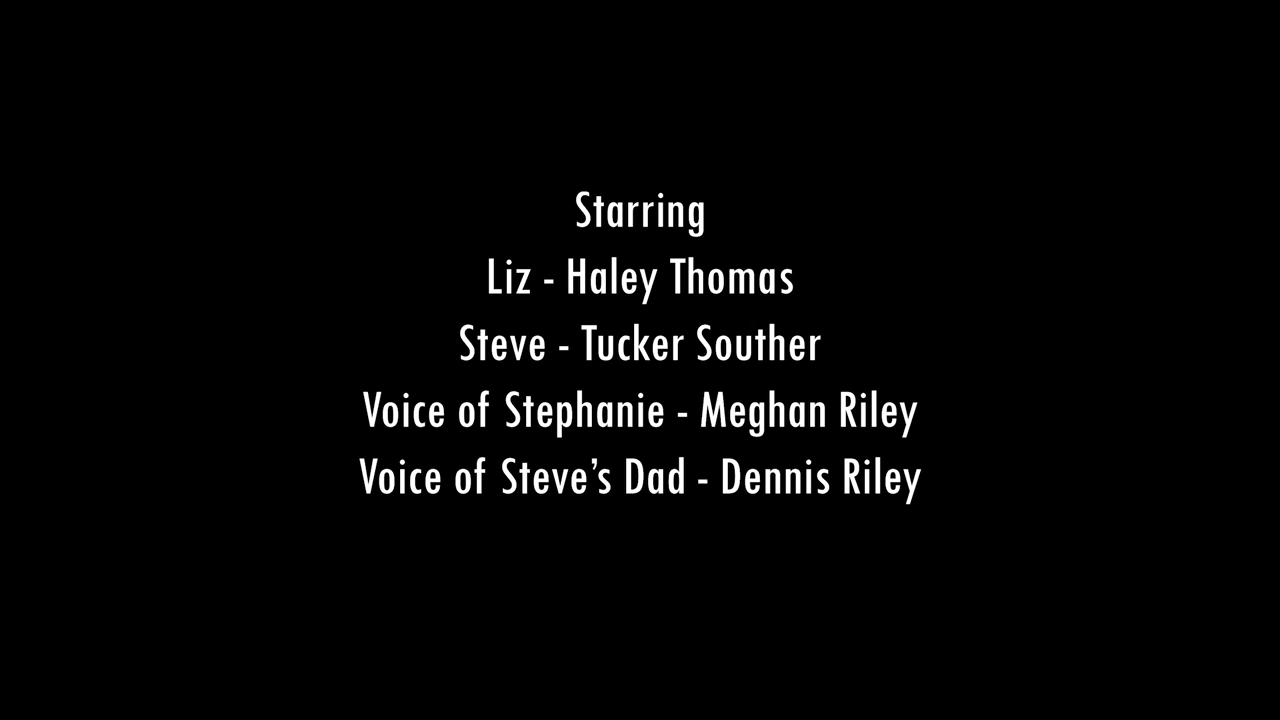 Starring
Liz - Haley Thomas
Steve - Tucker Souther
Voice of Stephanie - Meghan Riley
Voice of Steve’s Dad - Dennis Riley